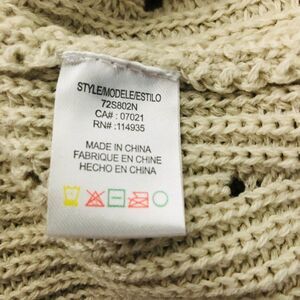 STYLE/MODELE/ESTILO
72S802N
CA# : 07021
RN# : 114935
MADE IN CHINA
FABRIQUE EN CHINE
HECHO EN CHINA